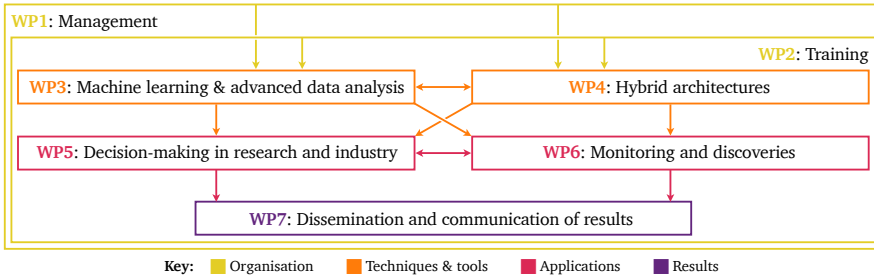 WP1: Management
WP2: Training
WP3: Machine learning & advanced data analysis
WP4: Hybrid architectures
WP5: Decision-making in research and industry
WP6: Monitoring and discoveries
WP7: Dissemination and communication of results
Key: Organisation Techniques & tools Applications Results